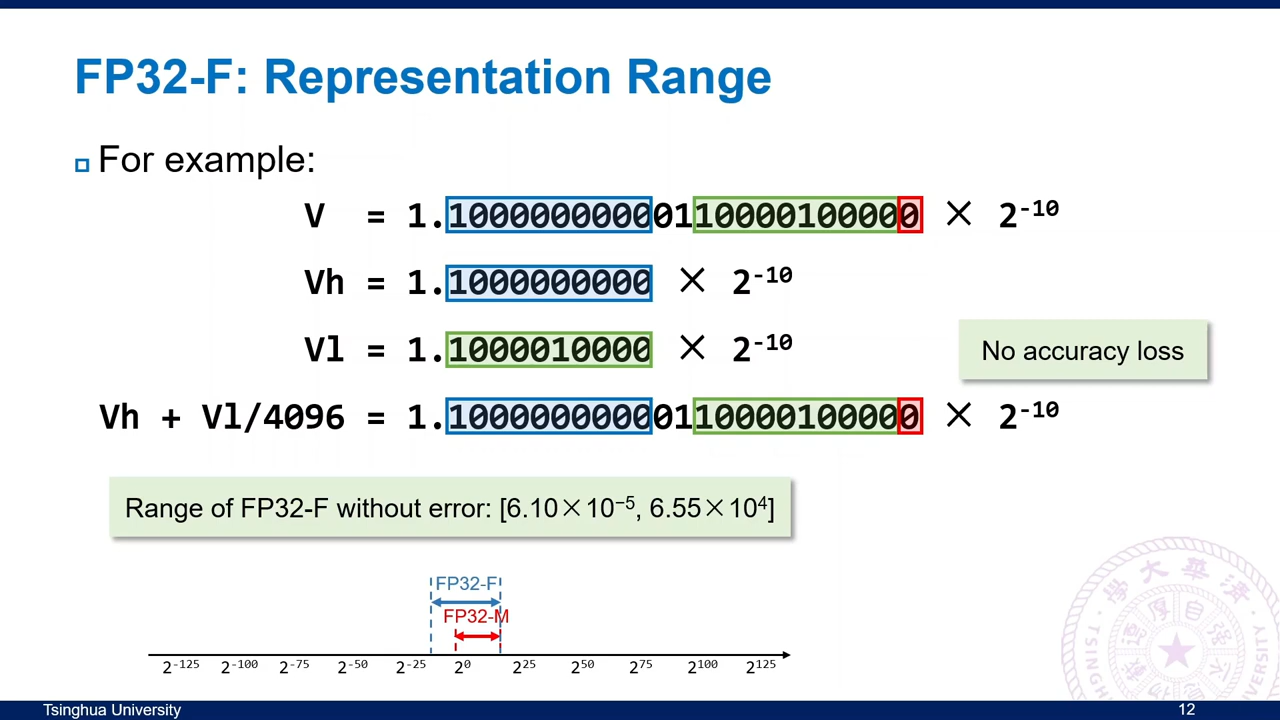 FP32-F: Representation Range
For example:
V = 1.10000000000110000100000 × 2⁻¹⁰
Vh = 1.1000000000 × 2⁻¹⁰
Vl = 1.1000010000 × 2⁻¹⁰
No accuracy loss
Vh + Vl/4096 = 1.10000000000110000100000 × 2⁻¹⁰
Range of FP32-F without error: [6.10×10⁻⁵, 6.55×10⁴]
FP32-F
FP32-M
2⁻¹²⁵ 2⁻¹⁰⁰ 2⁻⁷⁵ 2⁻⁵⁰ 2⁻²⁵ 2⁰ 2²⁵ 2⁵⁰ 2⁷⁵ 2¹⁰⁰ 2¹²⁵
Tsinghua University
12